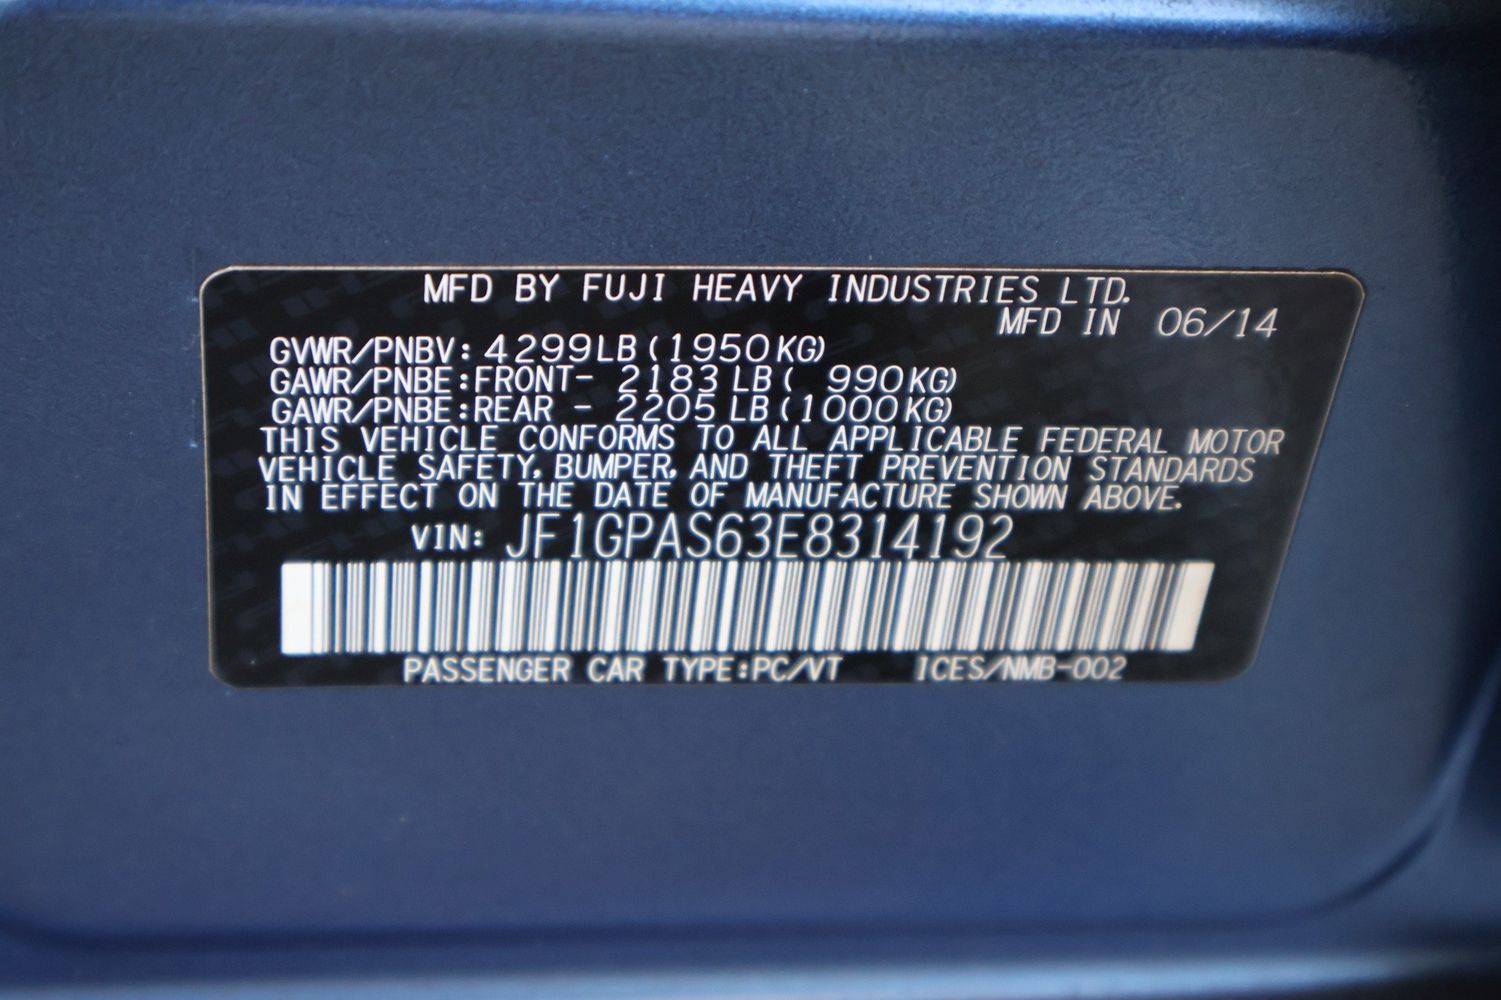 MFD BY FUJI HEAVY INDUSTRIES LTD.
MFD IN 06/14
GVWR/PNBV: 4299LB (1950KG)
GAWR/PNBE:FRONT- 2183 LB ( 990KG)
GAWR/PNBE:REAR - 2205 LB (1000KG)
THIS VEHICLE CONFORMS TO ALL APPLICABLE FEDERAL MOTOR
VEHICLE SAFETY, BUMPER, AND THEFT PREVENTION STANDARDS
IN EFFECT ON THE DATE OF MANUFACTURE SHOWN ABOVE.
VIN: JF1GPAS63E8314192
PASSENGER CAR TYPE:PC/VT ICES/NMB-002